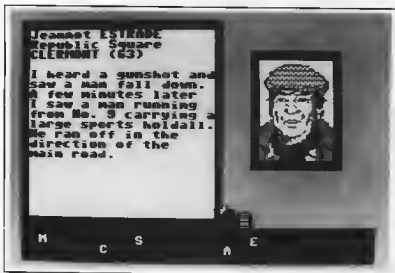 Jeannot ESTRADE
Republic Square
CLERMONT (63)
I heard a gunshot and
saw a man fall down.
A few minutes later
I saw a man running
from No. 9 carrying a
large sports holdall.
He ran off in the
direction of the
main road.
M C S A E